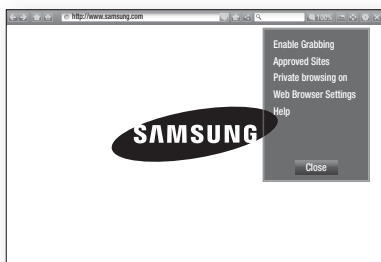 http://www.samsung.com
100%
Enable Grabbing
Approved Sites
Private browsing on
Web Browser Settings
Help
SAMSUNG
Close